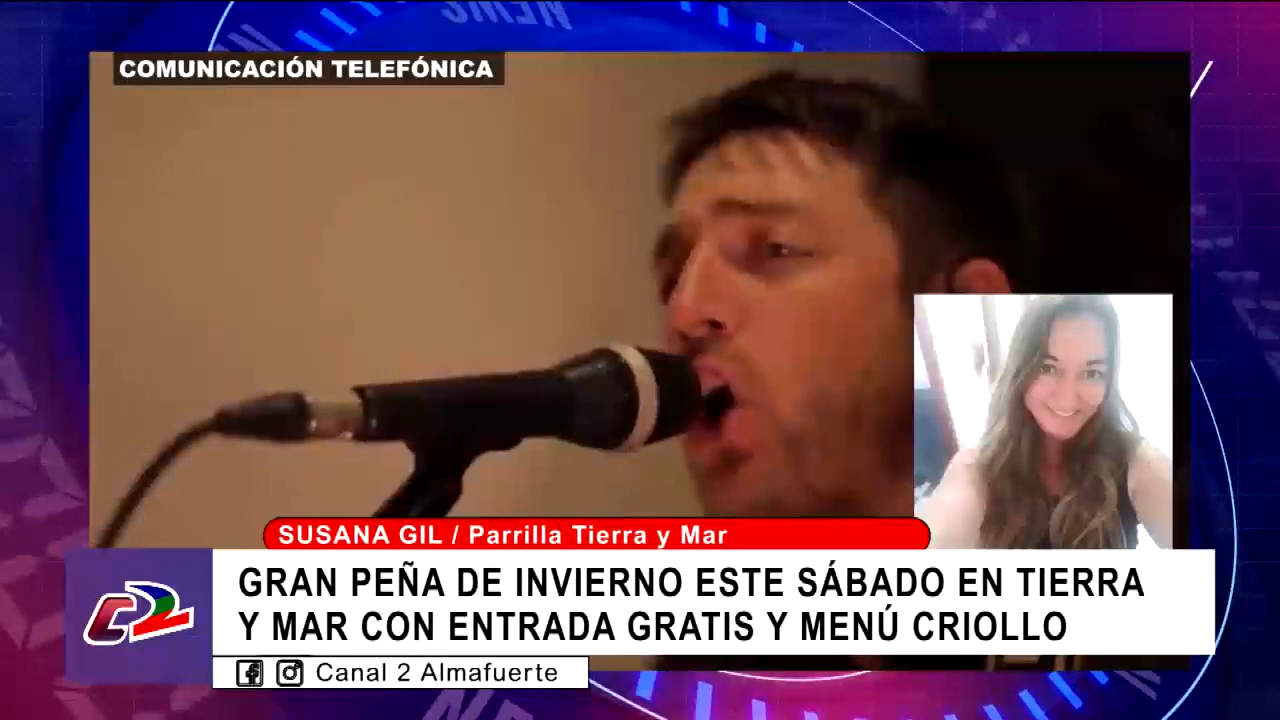 COMUNICACIÓN TELEFÓNICA
SUSANA GIL / Parrilla Tierra y Mar
GRAN PEÑA DE INVIERNO ESTE SÁBADO EN TIERRA
Y MAR CON ENTRADA GRATIS Y MENÚ CRIOLLO
C2
Canal 2 Almafuerte